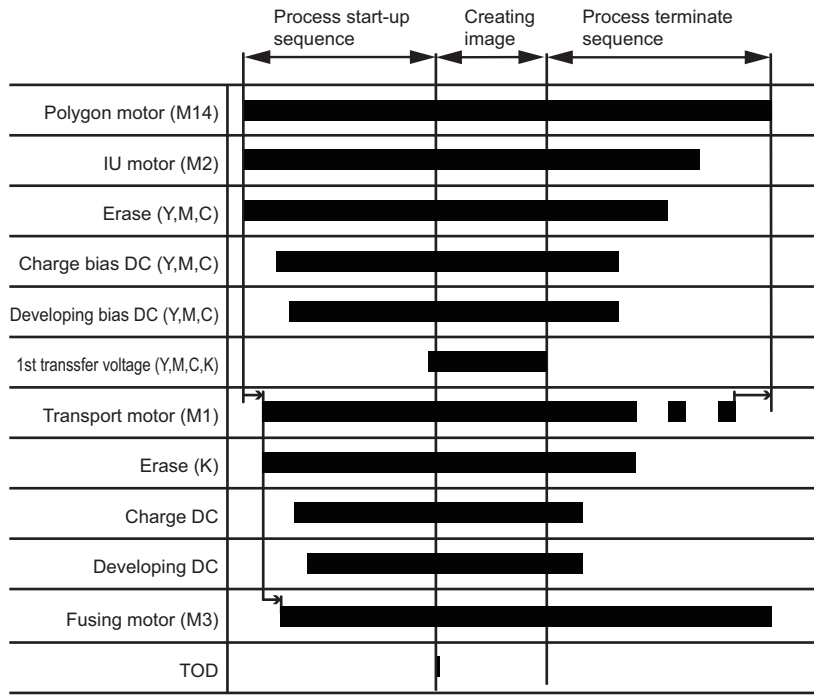 Process start-up
sequence
Creating
image
Process terminate
sequence
Polygon motor (M14)
IU motor (M2)
Erase (Y,M,C)
Charge bias DC (Y,M,C)
Developing bias DC (Y,M,C)
1st transsfer voltage (Y,M,C,K)
Transport motor (M1)
Erase (K)
Charge DC
Developing DC
Fusing motor (M3)
TOD